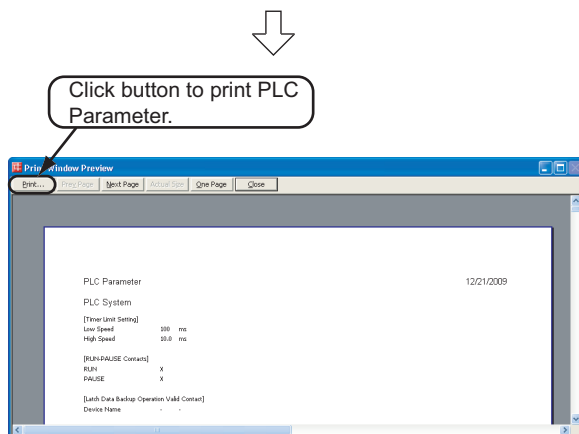 Click button to print PLC
Parameter.
Print Window Preview
Print... Prev Page Next Page Actual Size One Page Close
PLC Parameter 12/21/2009
PLC System
[Timer Limit Setting]
Low Speed 100 ms
High Speed 10.0 ms
[RUN-PAUSE Contacts]
RUN X
PAUSE X
[Latch Data Backup Operation Valid Contact]
Device Name - -